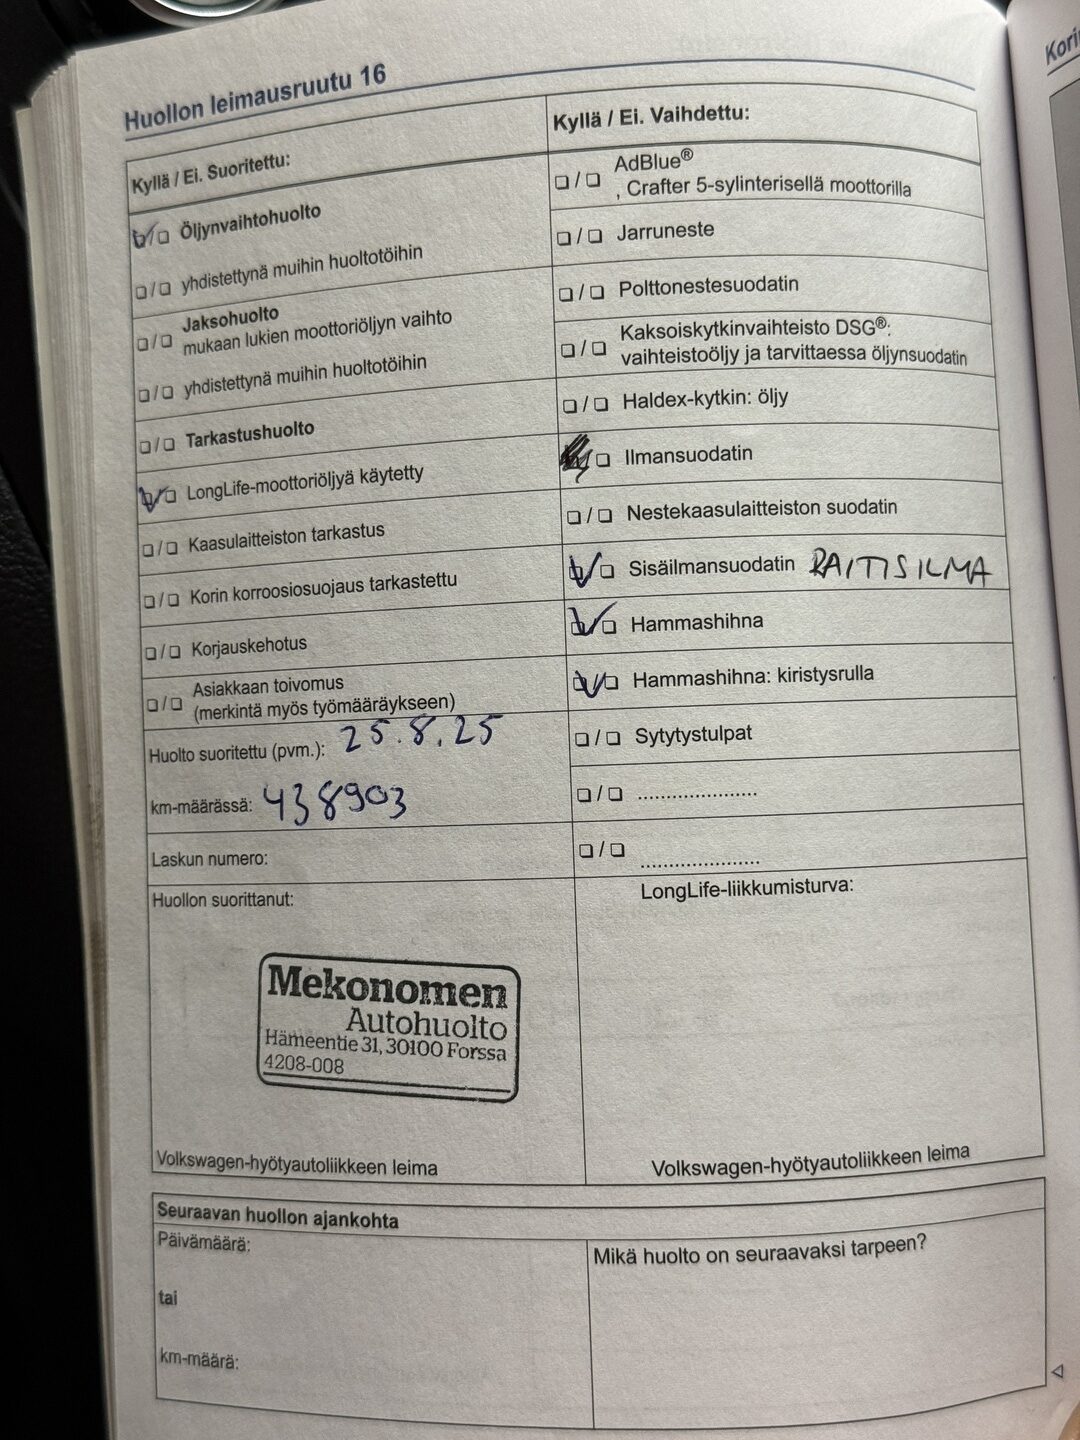 Huollon leimausruutu 16
Kyllä / Ei. Suoritettu:
Öljynvaihtohuolto
yhdistettynä muihin huoltotöihin
Jaksohuolto
mukaan lukien moottoriöljyn vaihto
yhdistettynä muihin huoltotöihin
Tarkastushuolto
LongLife-moottoriöljyä käytetty
Kaasulaitteiston tarkastus
Korin korroosiosuojaus tarkastettu
Korjauskehotus
Asiakkaan toivomus
(merkintä myös työmääräykseen)
Huolto suoritettu (pvm.): 25.8.25
km-määrässä: 438903
Laskun numero:
Huollon suorittanut:
Mekonomen
Autohuolto
Hämeentie 31, 30100 Forssa
4208-008
Volkswagen-hyötyautoliikkeen leima
Kyllä / Ei. Vaihdettu:
AdBlue®
, Crafter 5-sylinterisellä moottorilla
Jarruneste
Polttonestesuodatin
Kaksoiskytkinvaihteisto DSG®:
vaihteistoöljy ja tarvittaessa öljynsuodatin
Haldex-kytkin: öljy
Ilmansuodatin
Nestekaasulaitteiston suodatin
Sisäilmansuodatin RAITISILMA
Hammashihna
Hammashihna: kiristysrulla
Sytytystulpat
.....................
.....................
LongLife-liikkumisturva:
Volkswagen-hyötyautoliikkeen leima
Seuraavan huollon ajankohta
Päivämäärä:
tai
km-määrä:
Mikä huolto on seuraavaksi tarpeen?